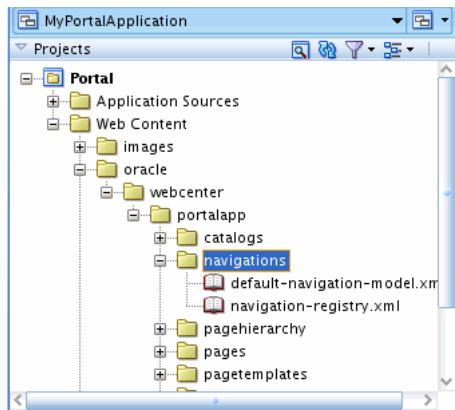 MyPortalApplication
Projects
Portal
Application Sources
Web Content
images
oracle
webcenter
portalapp
catalogs
navigations
default-navigation-model.xm
navigation-registry.xml
pagehierarchy
pages
pagetemplates